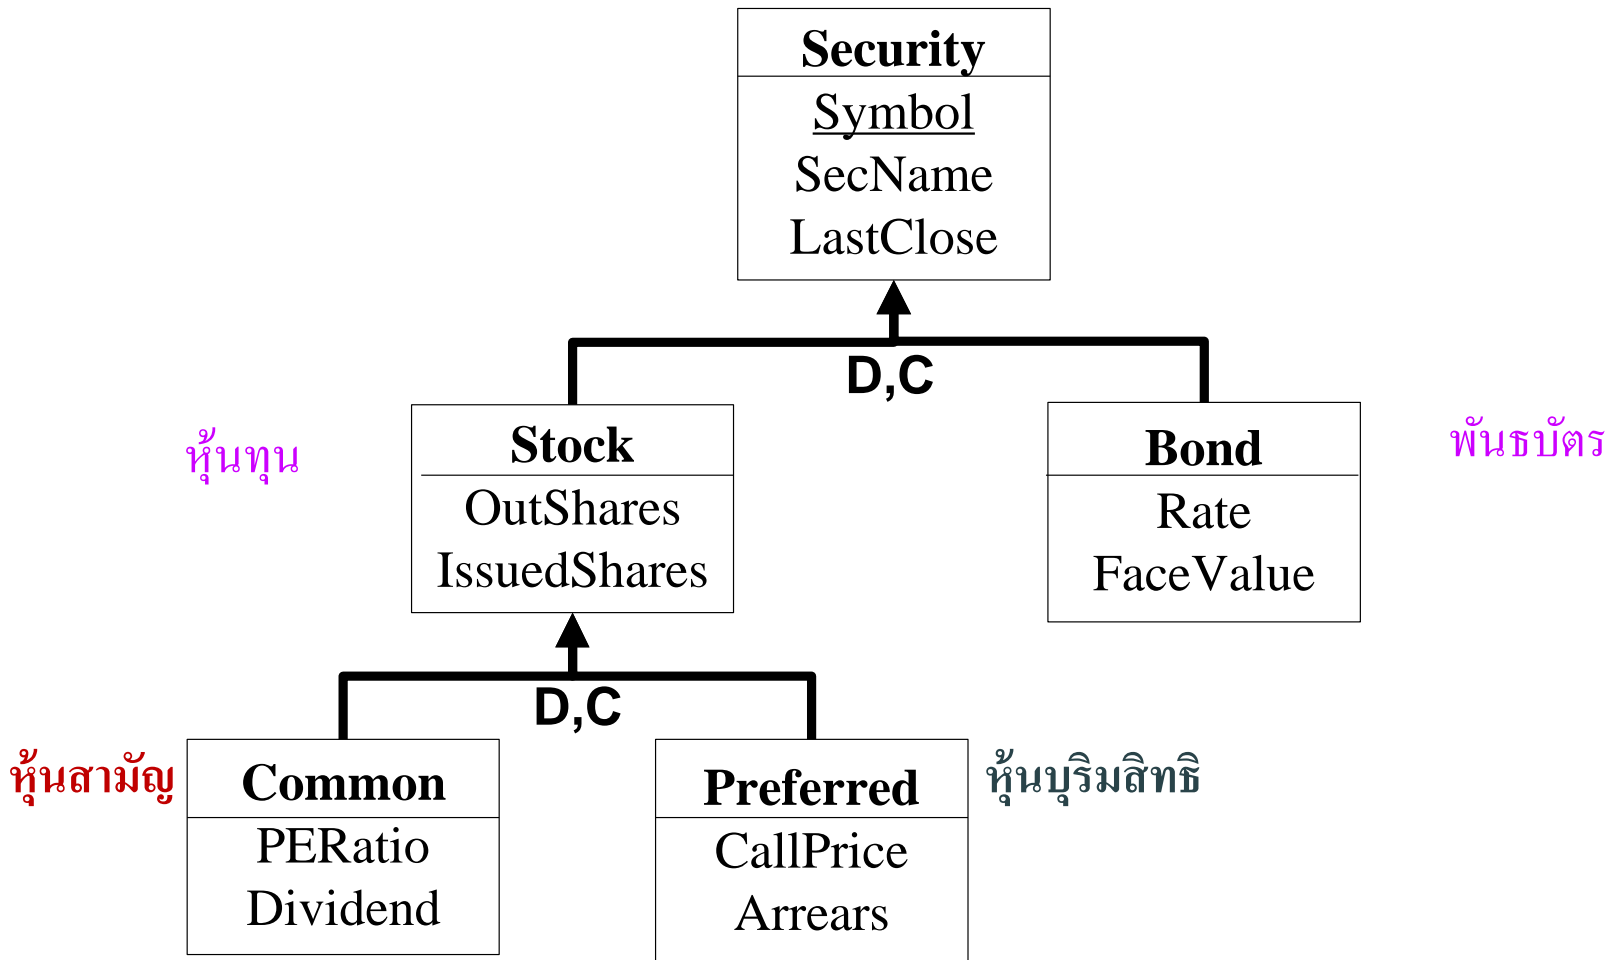 Security
Symbol
SecName
LastClose
D,C
หุ้นทุน
Stock
OutShares
IssuedShares
Bond
Rate
FaceValue
พันธบัตร
D,C
หุ้นสามัญ
Common
PERatio
Dividend
Preferred
CallPrice
Arrears
หุ้นบุริมสิทธิ